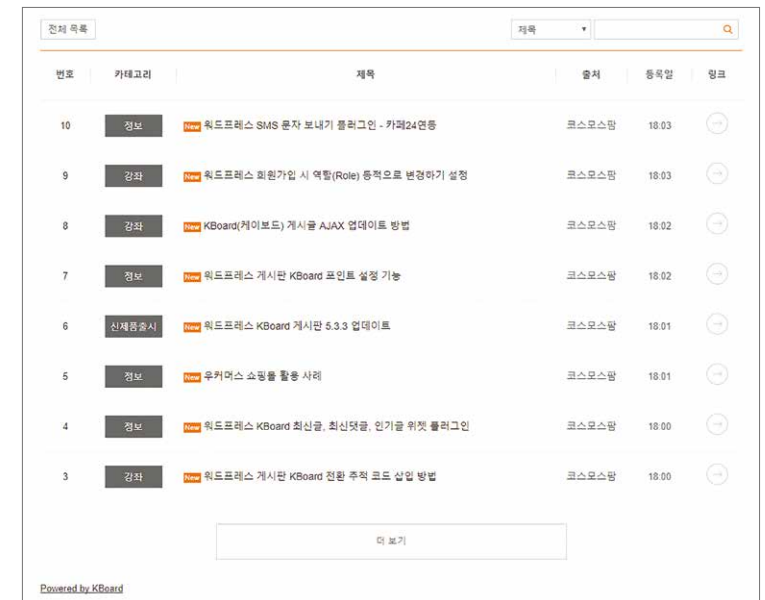 전체 목록
제목
번호 카테고리 제목 출처 등록일 링크
10 정보 New 워드프레스 SMS 문자 보내기 플러그인 - 카페24연동 코스모스팜 18:03
9 강좌 New 워드프레스 회원가입 시 역할(Role) 동적으로 변경하기 설정 코스모스팜 18:03
8 강좌 New KBoard(케이보드) 게시글 AJAX 업데이트 방법 코스모스팜 18:02
7 정보 New 워드프레스 게시판 KBoard 포인트 설정 기능 코스모스팜 18:02
6 신제품출시 New 워드프레스 KBoard 게시판 5.3.3 업데이트 코스모스팜 18:01
5 정보 New 우커머스 쇼핑몰 활용 사례 코스모스팜 18:01
4 정보 New 워드프레스 KBoard 최신글, 최신댓글, 인기글 위젯 플러그인 코스모스팜 18:00
3 강좌 New 워드프레스 게시판 KBoard 전환 추적 코드 삽입 방법 코스모스팜 18:00
더 보기
Powered by KBoard